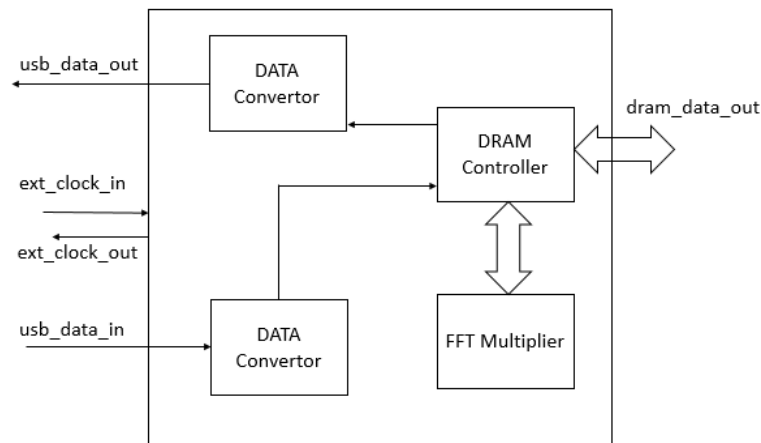 usb_data_out
DATA
Convertor
DRAM
Controller
dram_data_out
ext_clock_in
ext_clock_out
usb_data_in
DATA
Convertor
FFT Multiplier